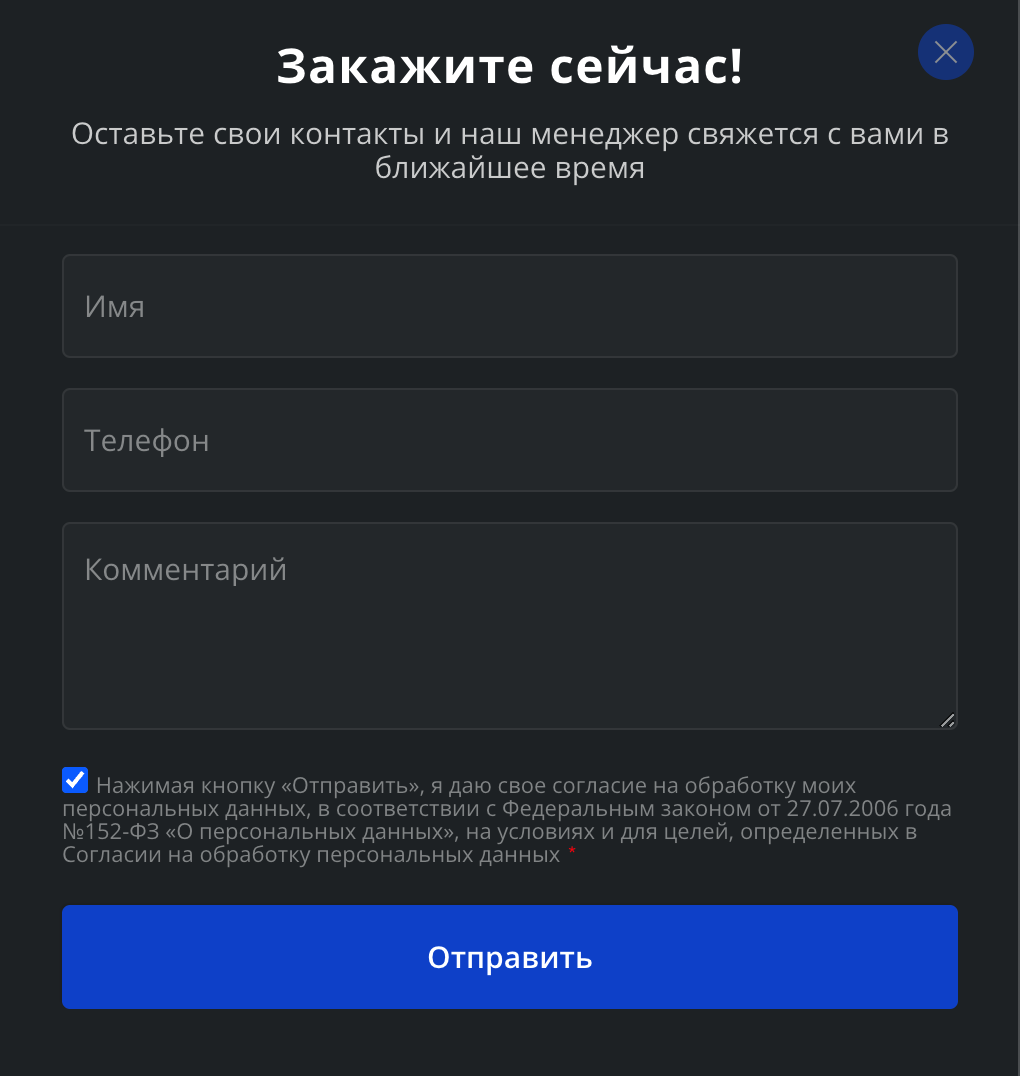 Закажите сейчас!
Оставьте свои контакты и наш менеджер свяжется с вами в
ближайшее время
Имя
Телефон
Комментарий
Нажимая кнопку «Отправить», я даю свое согласие на обработку моих
персональных данных, в соответствии с Федеральным законом от 27.07.2006 года
№152-ФЗ «О персональных данных», на условиях и для целей, определенных в
Согласии на обработку персональных данных *
Отправить